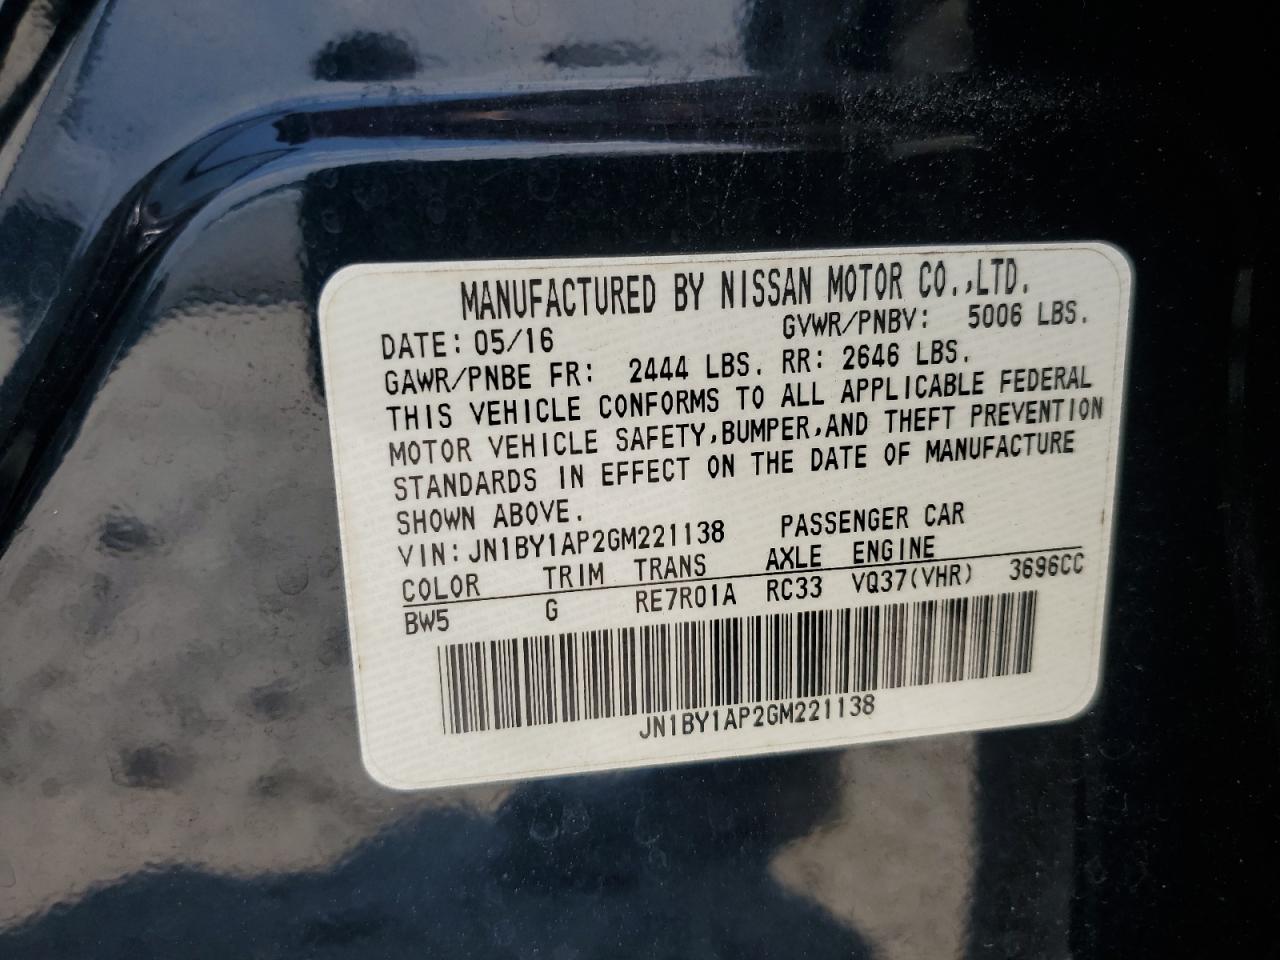 MANUFACTURED BY NISSAN MOTOR CO.,LTD.
DATE: 05/16 GVWR/PNBV: 5006 LBS.
GAWR/PNBE FR: 2444 LBS. RR: 2646 LBS.
THIS VEHICLE CONFORMS TO ALL APPLICABLE FEDERAL
MOTOR VEHICLE SAFETY,BUMPER,AND THEFT PREVENTION
STANDARDS IN EFFECT ON THE DATE OF MANUFACTURE
SHOWN ABOVE.
VIN: JN1BY1AP2GM221138 PASSENGER CAR
COLOR TRIM TRANS AXLE ENGINE
BW5 G RE7R01A RC33 VQ37(VHR) 3696CC
JN1BY1AP2GM221138